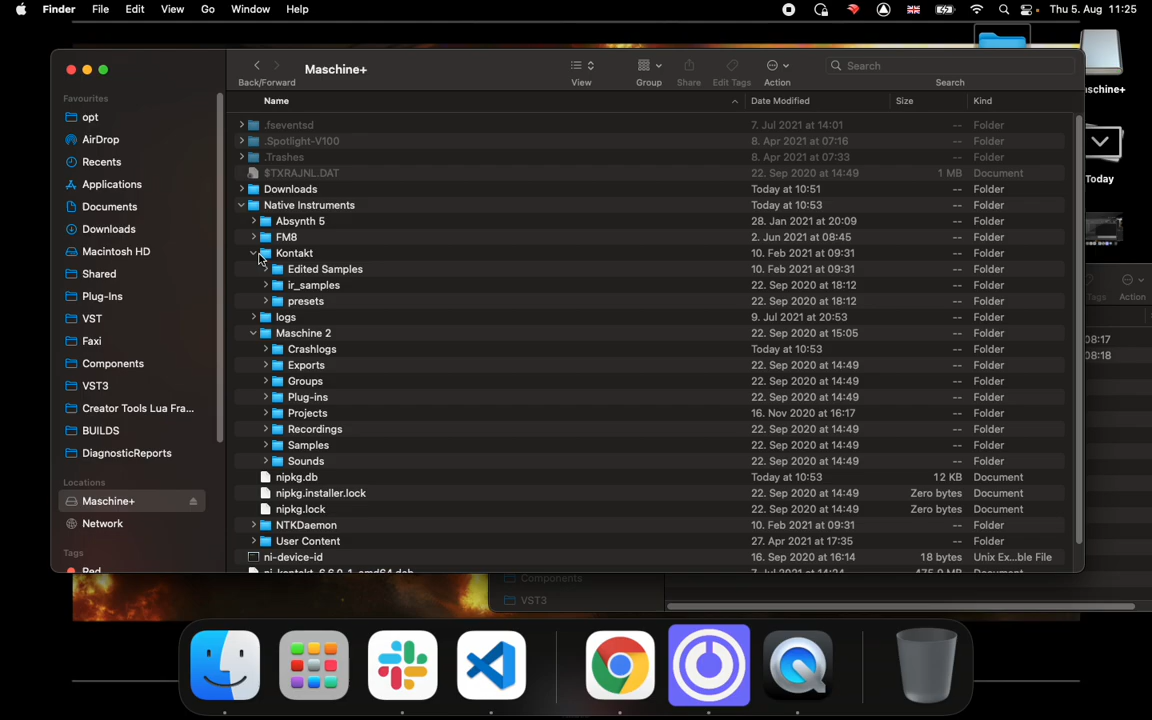 Finder File Edit View Go Window Help Thu 5. Aug 11:25
Maschine+
Back/Forward View Group Share Edit Tags Action Search
Search
schine+
Favourites
opt
AirDrop
Recents
Applications
Documents
Downloads
Macintosh HD
Shared
Plug-Ins
VST
Faxi
Components
VST3
Creator Tools Lua Fra...
BUILDS
DiagnosticReports
Locations
Maschine+
Network
Tags
Red
Name Date Modified Size Kind
.fseventsd 7. Jul 2021 at 14:01 -- Folder
.Spotlight-V100 8. Apr 2021 at 07:16 -- Folder
.Trashes 8. Apr 2021 at 07:33 -- Folder
$TXRAJNL.DAT 22. Sep 2020 at 14:49 1 MB Document
Downloads Today at 10:51 -- Folder
Native Instruments Today at 10:53 -- Folder
Absynth 5 28. Jan 2021 at 20:09 -- Folder
FM8 2. Jun 2021 at 08:45 -- Folder
Kontakt 10. Feb 2021 at 09:31 -- Folder
Edited Samples 10. Feb 2021 at 09:31 -- Folder
ir_samples 22. Sep 2020 at 18:12 -- Folder
presets 22. Sep 2020 at 18:12 -- Folder
logs 9. Jul 2021 at 20:53 -- Folder
Maschine 2 22. Sep 2020 at 15:05 -- Folder
Crashlogs Today at 10:53 -- Folder
Exports 22. Sep 2020 at 14:49 -- Folder
Groups 22. Sep 2020 at 14:49 -- Folder
Plug-ins 22. Sep 2020 at 14:49 -- Folder
Projects 16. Nov 2020 at 16:17 -- Folder
Recordings 22. Sep 2020 at 14:49 -- Folder
Samples 22. Sep 2020 at 14:49 -- Folder
Sounds 22. Sep 2020 at 14:49 -- Folder
nipkg.db Today at 10:53 12 KB Document
nipkg.installer.lock 22. Sep 2020 at 14:49 Zero bytes Document
nipkg.lock 22. Sep 2020 at 14:49 Zero bytes Document
NTKDaemon 10. Feb 2021 at 09:31 -- Folder
User Content 27. Apr 2021 at 17:35 -- Folder
ni-device-id 16. Sep 2020 at 16:14 18 bytes Unix Ex...ble File
Today
Tags Action
08:17
08:18
Components
VST3